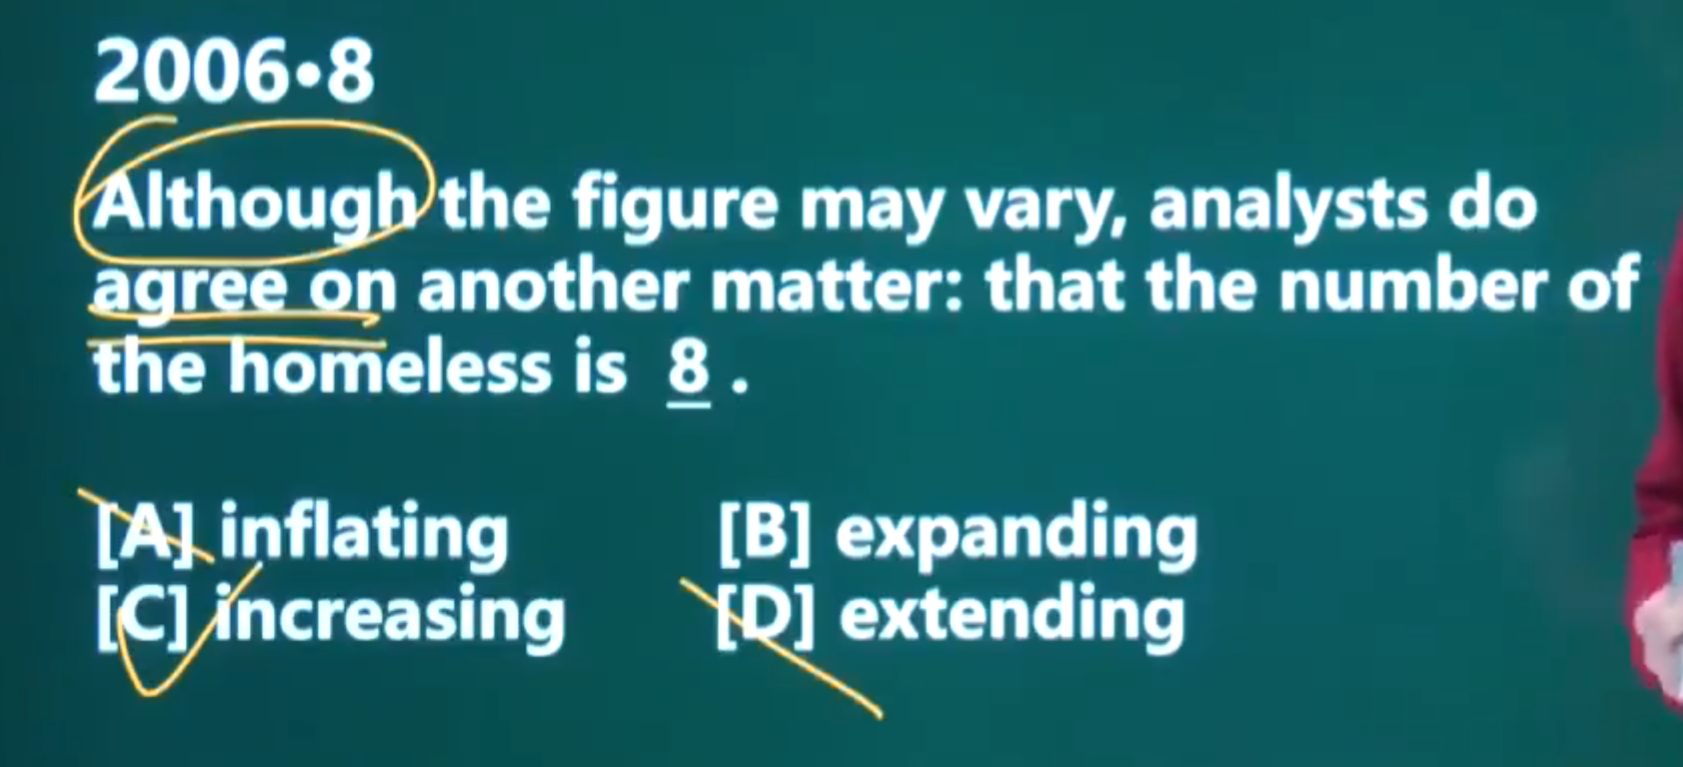 2006•8
Although the figure may vary, analysts do
agree on another matter: that the number of
the homeless is 8 .
[A] inflating [B] expanding
[C] increasing [D] extending